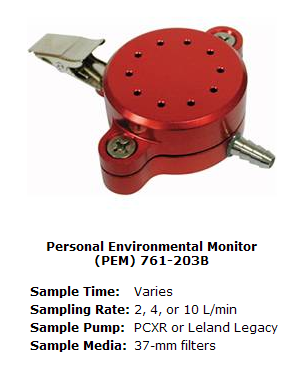 Personal Environmental Monitor
(PEM) 761-203B
Sample Time: Varies
Sampling Rate: 2, 4, or 10 L/min
Sample Pump: PCXR or Leland Legacy
Sample Media: 37-mm filters